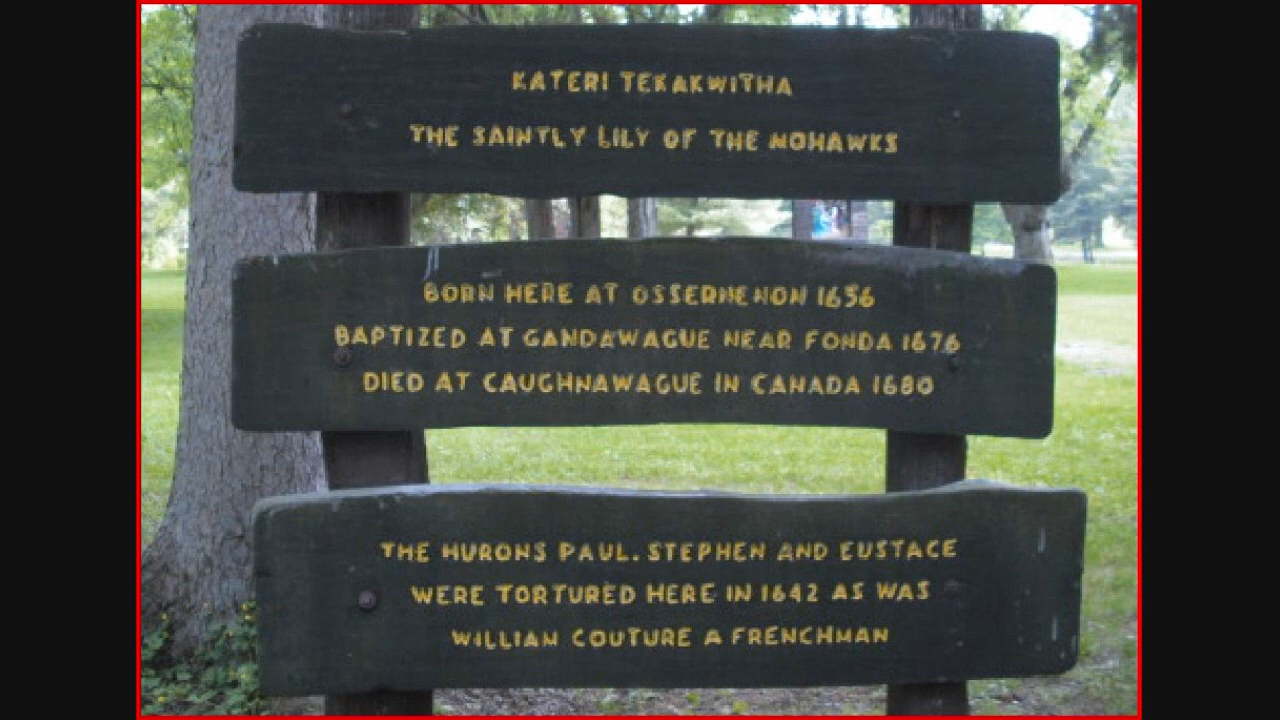 KATERI TEKAKWITHA
THE SAINTLY LILY OF THE MOHAWKS
BORN HERE AT OSSERNENON 1656
BAPTIZED AT GANDAWAGUE NEAR FONDA 1676
DIED AT CAUGHNAWAGUE IN CANADA 1680
THE HURONS PAUL. STEPHEN AND EUSTACE
WERE TORTURED HERE IN 1642 AS WAS
WILLIAM COUTURE A FRENCHMAN